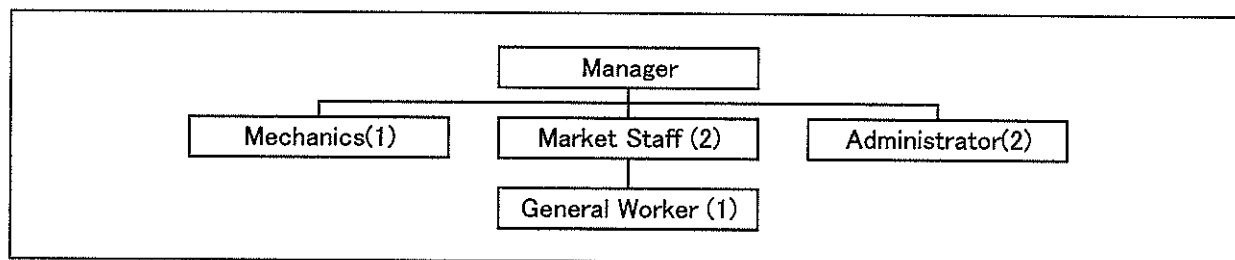 Manager
Mechanics(1)
Market Staff (2)
Administrator(2)
General Worker (1)